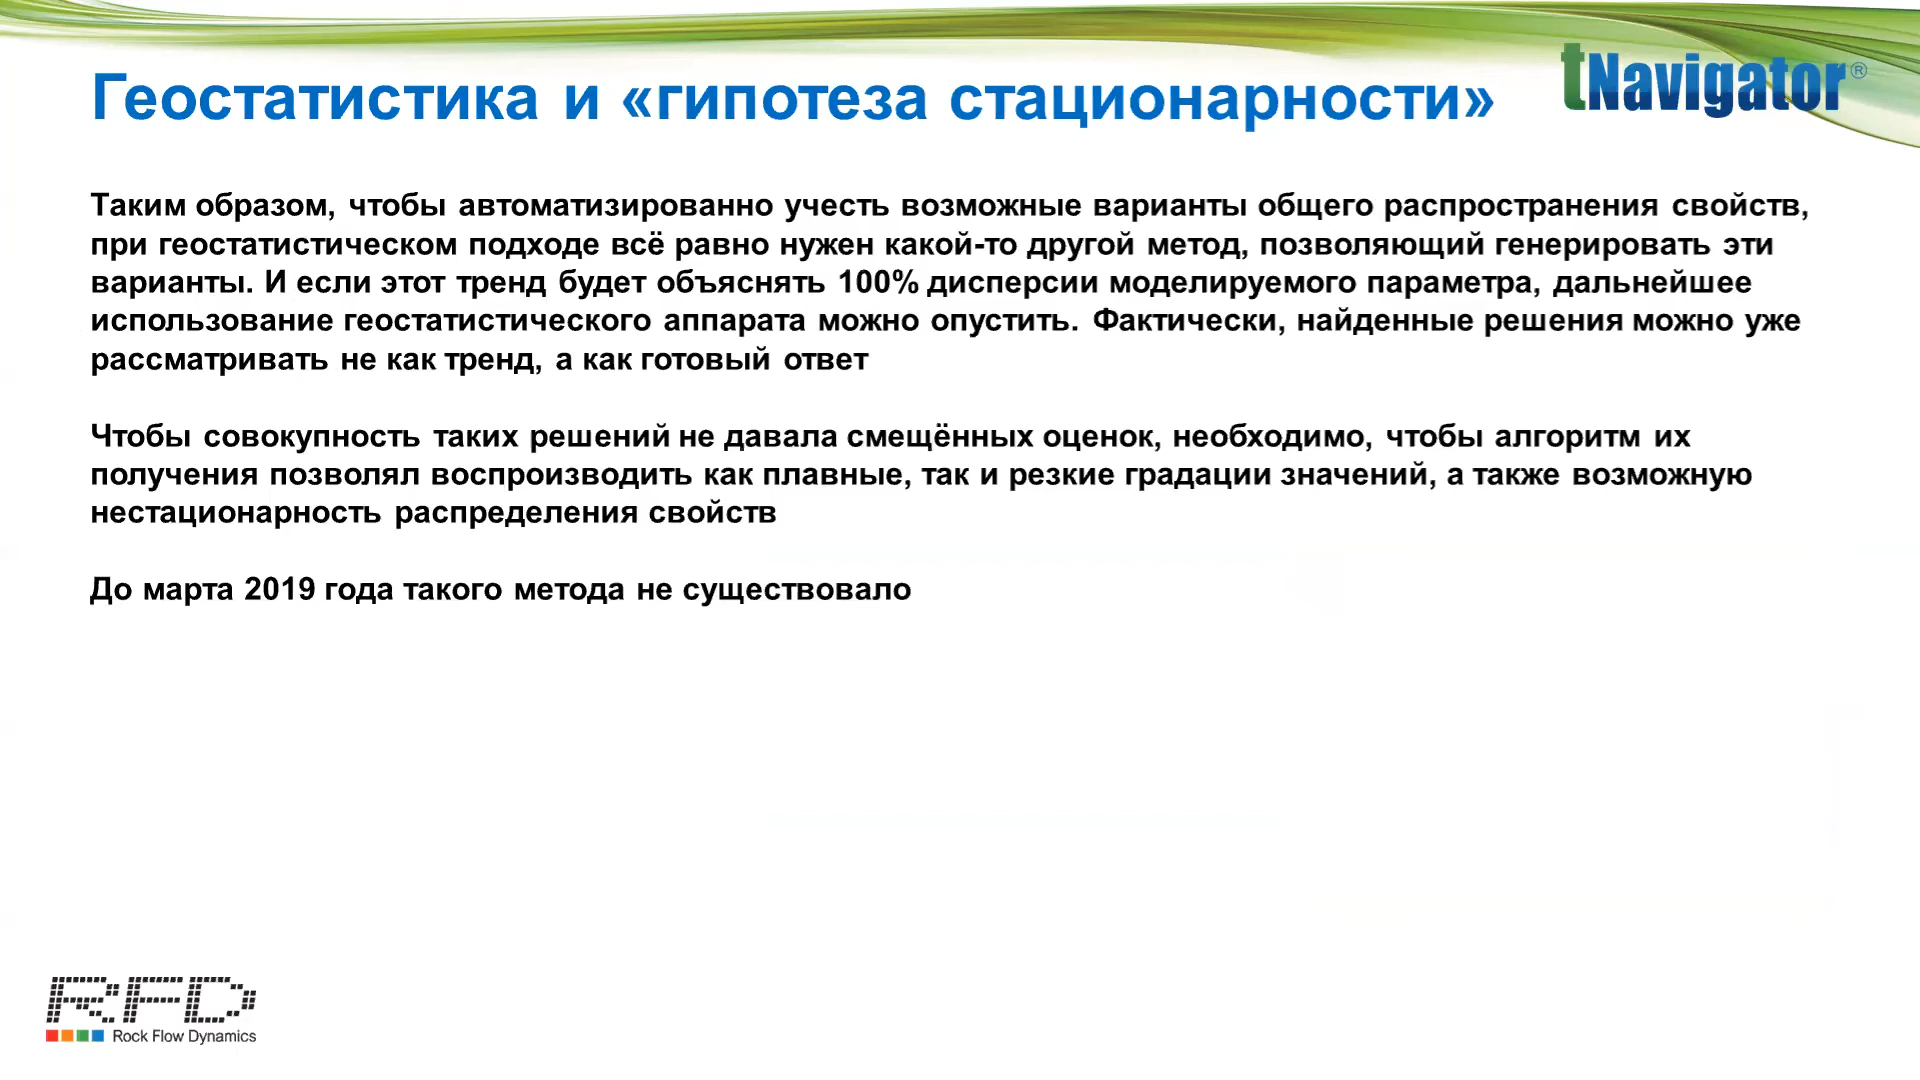 Геостатистика и «гипотеза стационарности»
tNavigator®
Таким образом, чтобы автоматизированно учесть возможные варианты общего распространения свойств,
при геостатистическом подходе всё равно нужен какой-то другой метод, позволяющий генерировать эти
варианты. И если этот тренд будет объяснять 100% дисперсии моделируемого параметра, дальнейшее
использование геостатистического аппарата можно опустить. Фактически, найденные решения можно уже
рассматривать не как тренд, а как готовый ответ
Чтобы совокупность таких решений не давала смещённых оценок, необходимо, чтобы алгоритм их
получения позволял воспроизводить как плавные, так и резкие градации значений, а также возможную
нестационарность распределения свойств
До марта 2019 года такого метода не существовало
RFD
Rock Flow Dynamics